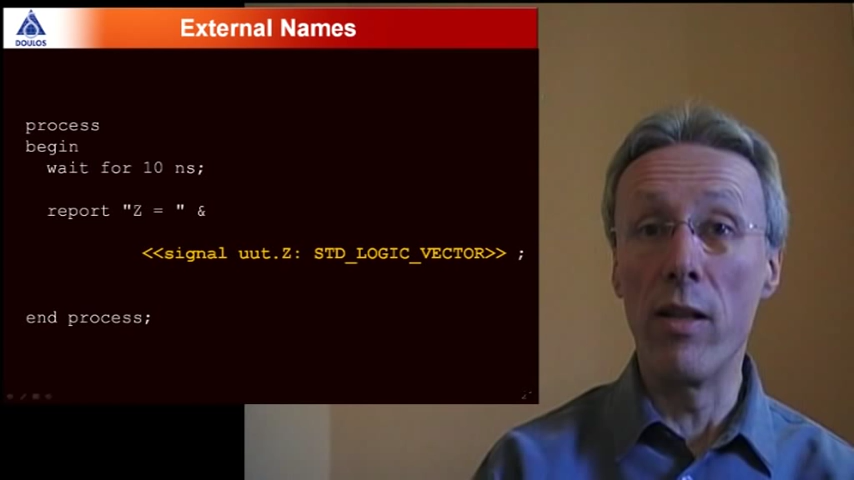 DOULOS
External Names
process
begin
wait for 10 ns;
report "Z = " &
<<signal uut.Z: STD_LOGIC_VECTOR>> ;
end process;